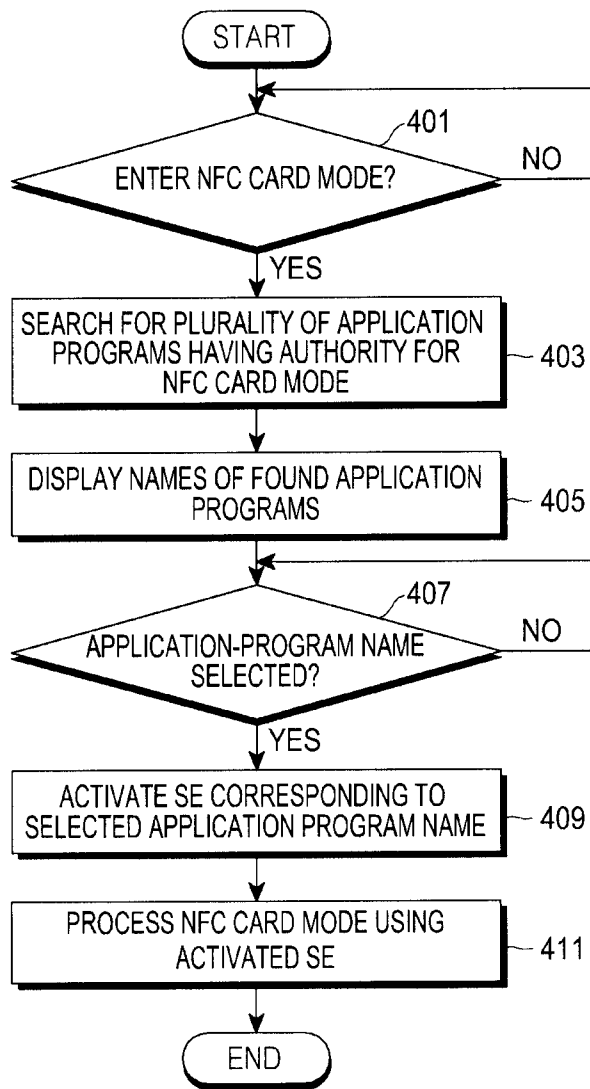 START
401
ENTER NFC CARD MODE?
NO
YES
SEARCH FOR PLURALITY OF APPLICATION
PROGRAMS HAVING AUTHORITY FOR
NFC CARD MODE
403
DISPLAY NAMES OF FOUND APPLICATION
PROGRAMS
405
407
APPLICATION-PROGRAM NAME
SELECTED?
NO
YES
ACTIVATE SE CORRESPONDING TO
SELECTED APPLICATION PROGRAM NAME
409
PROCESS NFC CARD MODE USING
ACTIVATED SE
411
END